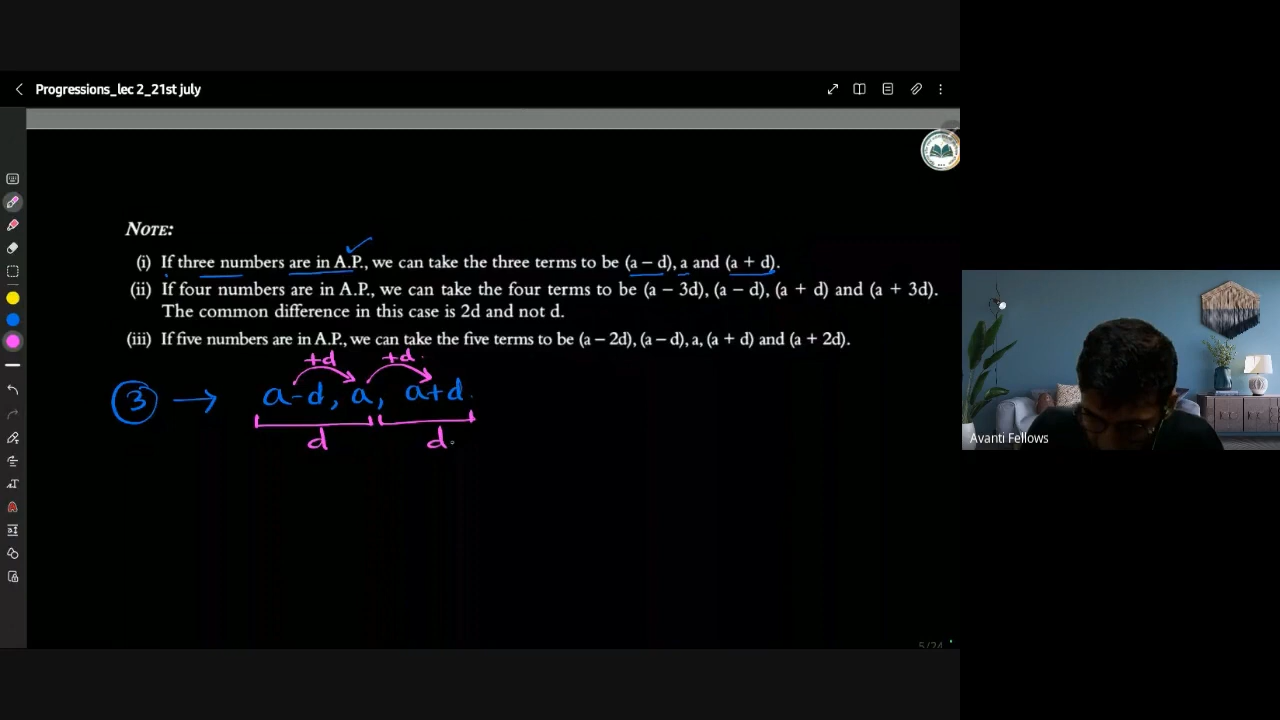 Progressions_lec 2_21st july
NOTE:
(i) If three numbers are in A.P., we can take the three terms to be (a − d), a and (a + d).
(ii) If four numbers are in A.P., we can take the four terms to be (a − 3d), (a − d), (a + d) and (a + 3d).
The common difference in this case is 2d and not d.
(iii) If five numbers are in A.P., we can take the five terms to be (a − 2d), (a − d), a, (a + d) and (a + 2d).
+d +d
3 → a-d, a, a+d.
d d
Avanti Fellows
5/24